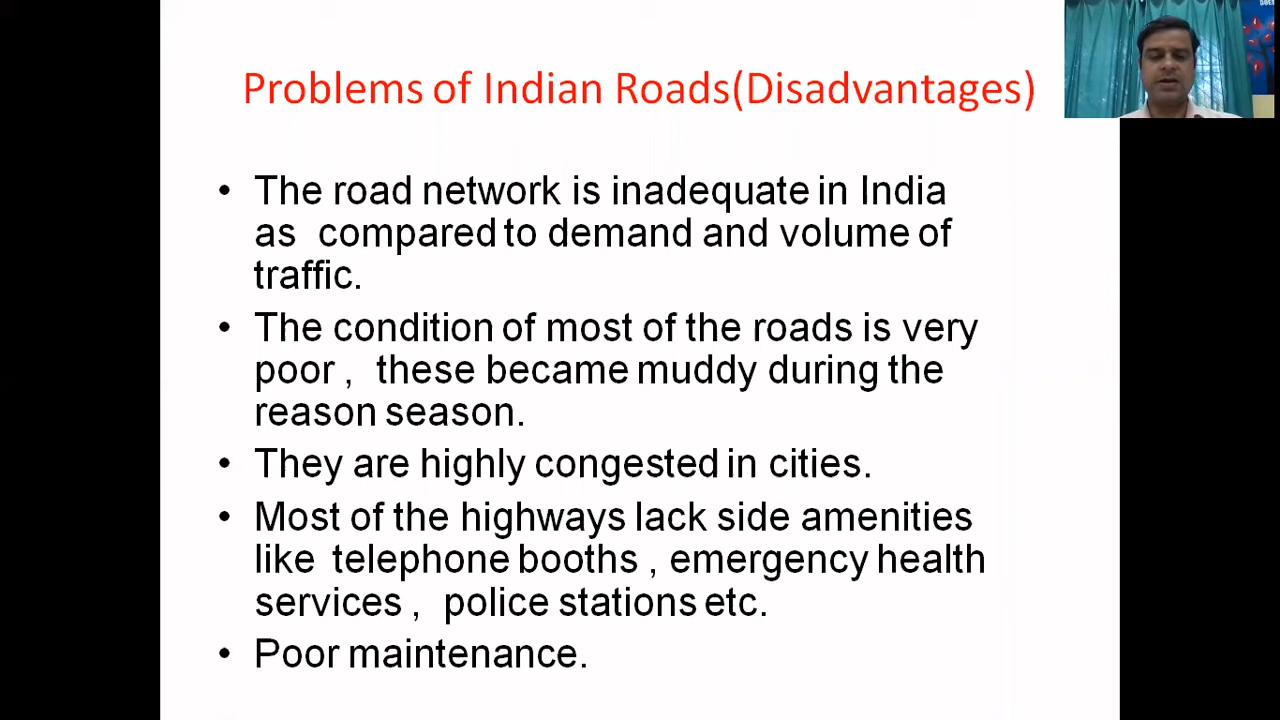 Problems of Indian Roads(Disadvantages)
• The road network is inadequate in India
as compared to demand and volume of
traffic.
• The condition of most of the roads is very
poor , these became muddy during the
reason season.
• They are highly congested in cities.
• Most of the highways lack side amenities
like telephone booths , emergency health
services , police stations etc.
• Poor maintenance.